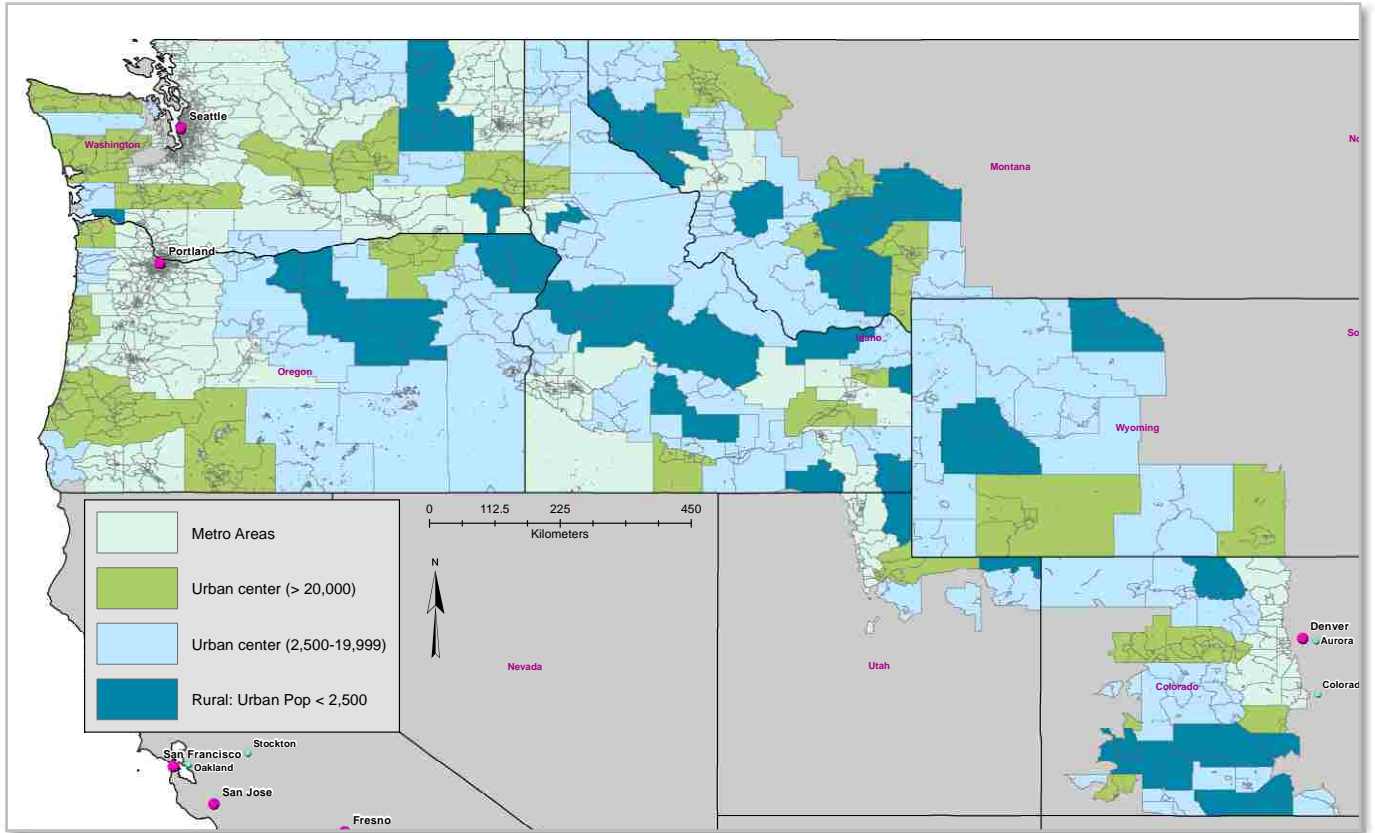 Seattle
Washington
Montana
No
Portland
Idaho
So
Oregon
Wyoming
Metro Areas
Urban center (> 20,000)
Urban center (2,500-19,999)
Rural: Urban Pop < 2,500
0 112.5 225 450
Kilometers
N
Nevada
Utah
Denver
Aurora
Colorado
Colorad
San Francisco
Stockton
Oakland
San Jose
Fresno